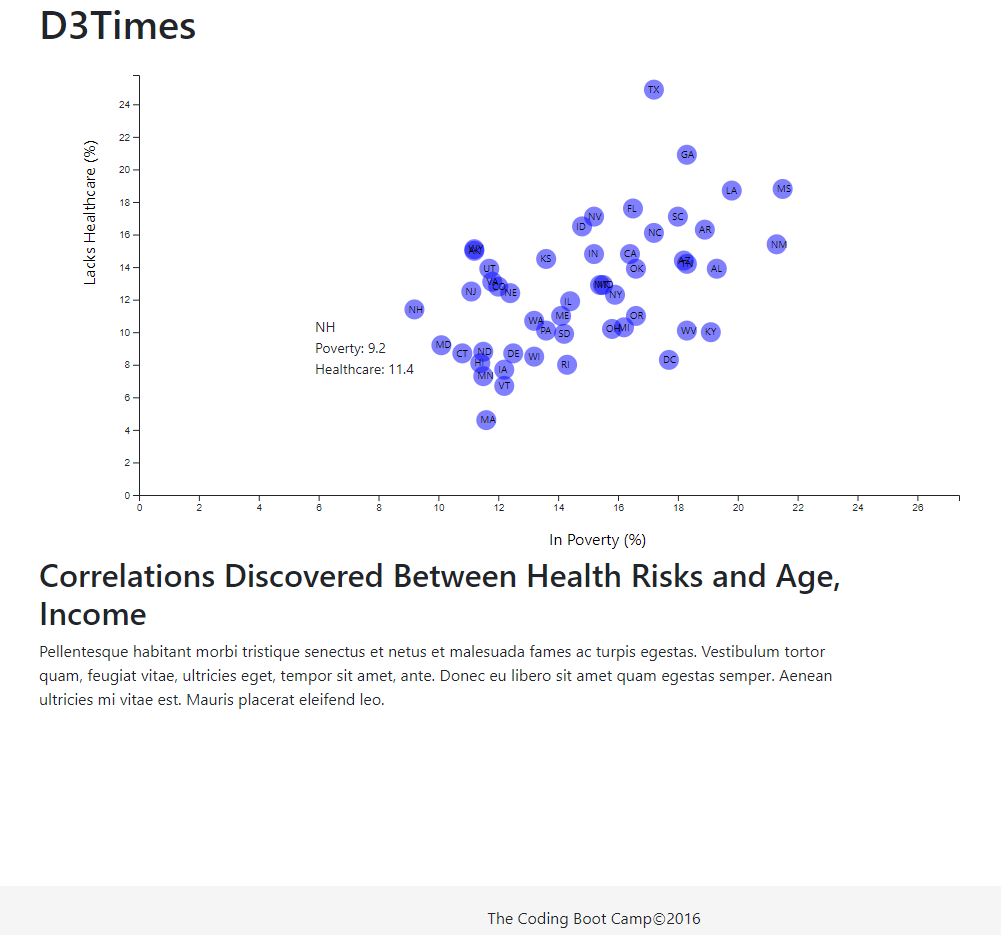 D3Times
24
22
20
18
16
14
12
10
8
6
4
2
0
Lacks Healthcare (%)
TX
GA
LA
MS
FL
NV
SC
ID
NC
AR
NM
KS
IN
CA
UT
OK
AL
NJ
NE
NY
IL
NH
ME
OR
WA
PA
SD
OH
MI
WV
KY
MD
CT
ND
DE
WI
DC
HI
IA
RI
MN
VT
MA
NH
Poverty: 9.2
Healthcare: 11.4
0 2 4 6 8 10 12 14 16 18 20 22 24 26
In Poverty (%)
Correlations Discovered Between Health Risks and Age,
Income
Pellentesque habitant morbi tristique senectus et netus et malesuada fames ac turpis egestas. Vestibulum tortor
quam, feugiat vitae, ultricies eget, tempor sit amet, ante. Donec eu libero sit amet quam egestas semper. Aenean
ultricies mi vitae est. Mauris placerat eleifend leo.
The Coding Boot Camp©2016